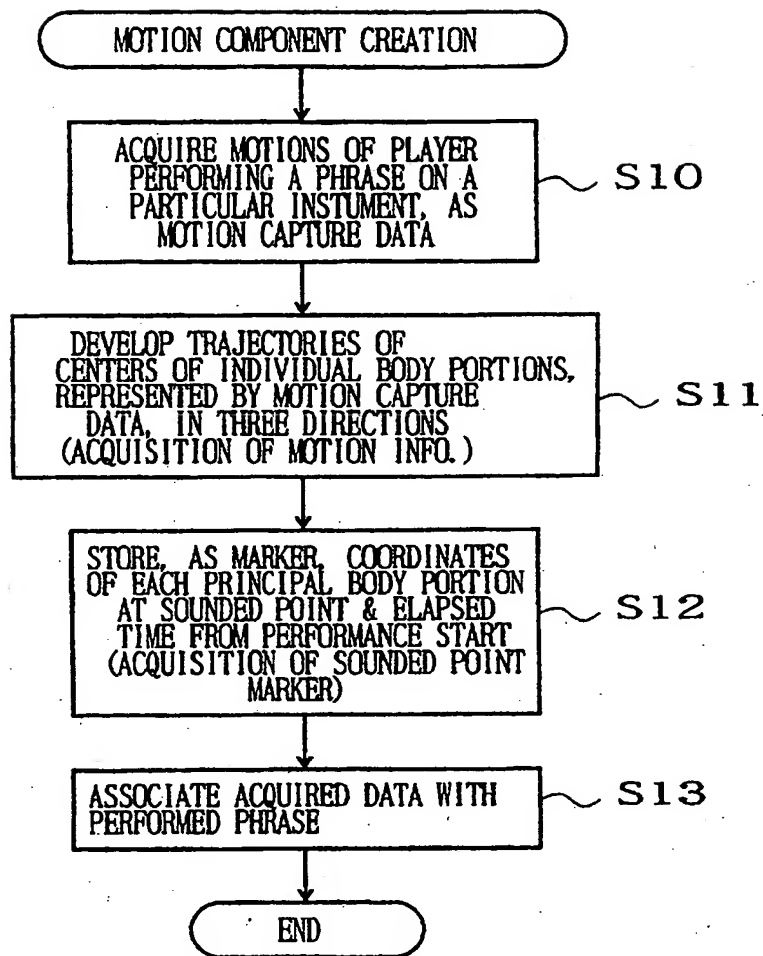 MOTION COMPONENT CREATION
ACQUIRE MOTIONS OF PLAYER
PERFORMING A PHRASE ON A
PARTICULAR INSTUMENT, AS
MOTION CAPTURE DATA
S10
DEVELOP TRAJECTORIES OF
CENTERS OF INDIVIDUAL BODY PORTIONS,
REPRESENTED BY MOTION CAPTURE
DATA, IN THREE DIRECTIONS
(ACQUISITION OF MOTION INFO.)
S11
STORE, AS MARKER, COORDINATES
OF EACH PRINCIPAL BODY PORTION
AT SOUNDED POINT & ELAPSED
TIME FROM PERFORMANCE START
(ACQUISITION OF SOUNDED POINT
MARKER)
S12
ASSOCIATE ACQUIRED DATA WITH
PERFORMED PHRASE
S13
END